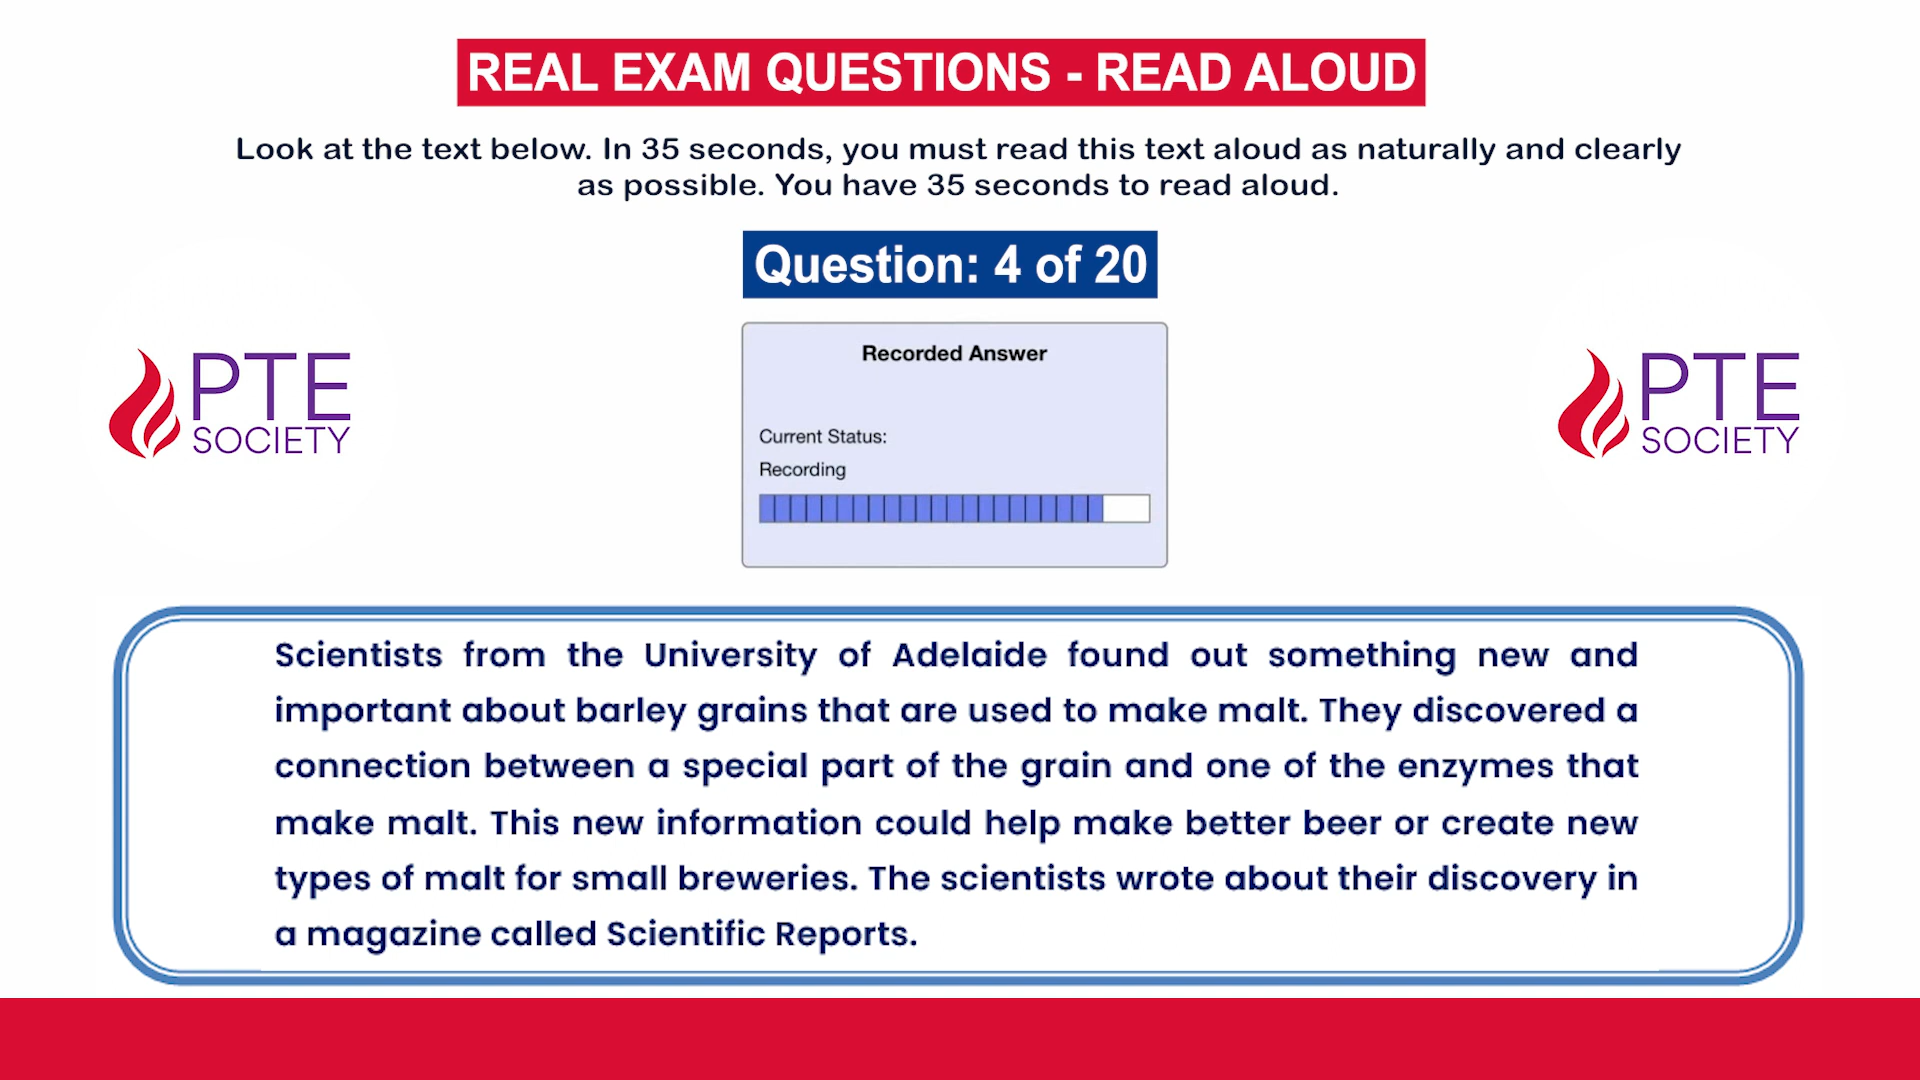 REAL EXAM QUESTIONS - READ ALOUD
Look at the text below. In 35 seconds, you must read this text aloud as naturally and clearly
as possible. You have 35 seconds to read aloud.
Question: 4 of 20
PTE
SOCIETY
Recorded Answer
Current Status:
Recording
PTE
SOCIETY
Scientists from the University of Adelaide found out something new and
important about barley grains that are used to make malt. They discovered a
connection between a special part of the grain and one of the enzymes that
make malt. This new information could help make better beer or create new
types of malt for small breweries. The scientists wrote about their discovery in
a magazine called Scientific Reports.